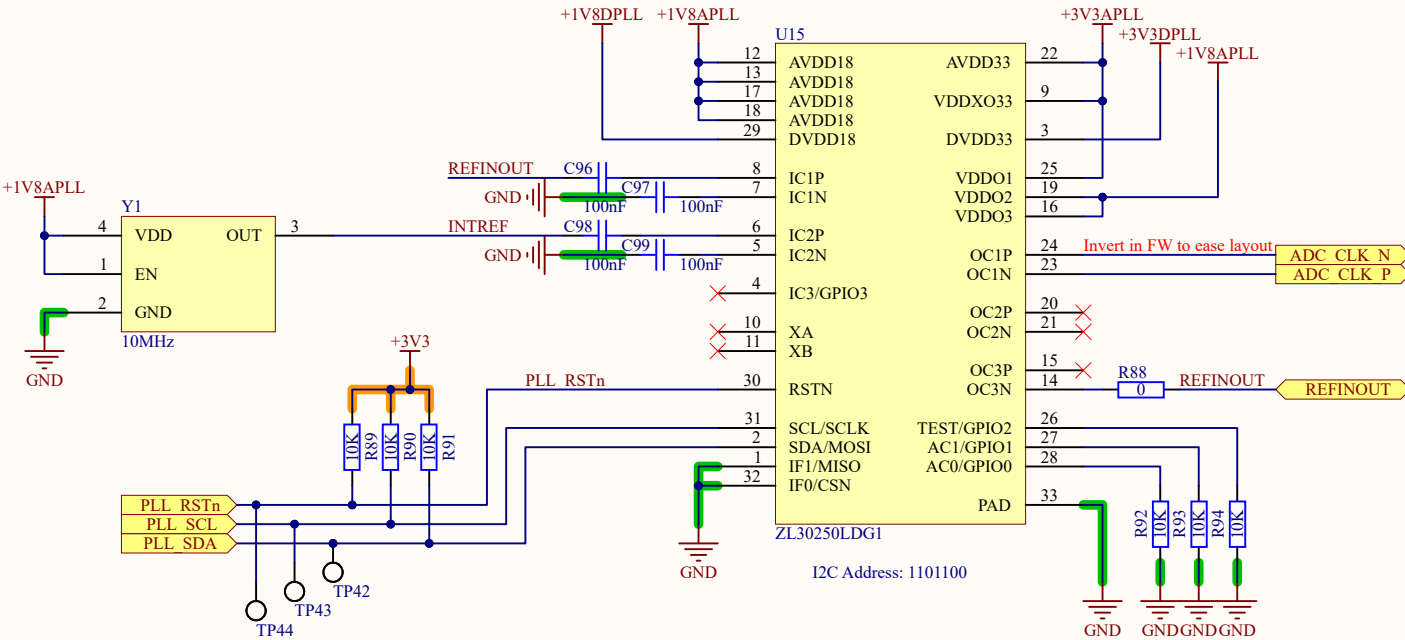 +1V8DPLL
+1V8APLL
+3V3APLL
+3V3DPLL
+1V8APLL
U15
12 AVDD18
13 AVDD18
17 AVDD18
18 AVDD18
29 DVDD18
AVDD33 22
VDDXO33 9
DVDD33 3
REFINOUT C96 8 IC1P
GND C97 7 IC1N
100nF 100nF
VDDO1 25
VDDO2 19
VDDO3 16
+1V8APLL
Y1
4 VDD
OUT 3
1 EN
2 GND
10MHz
GND
INTREF C98 6 IC2P
GND C99 5 IC2N
100nF 100nF
OC1P 24 Invert in FW to ease layout ADC_CLK_N
OC1N 23 ADC_CLK_P
4 IC3/GPIO3
OC2P 20
OC2N 21
10 XA
11 XB
OC3P 15
OC3N 14 R88 0 REFINOUT REFINOUT
+3V3
PLL_RSTn 30 RSTN
31 SCL/SCLK
2 SDA/MOSI
1 IF1/MISO
32 IF0/CSN
TEST/GPIO2 26
AC1/GPIO1 27
AC0/GPIO0 28
PAD 33
10K R89
10K R90
10K R91
PLL_RSTn
PLL_SCL
PLL_SDA
R92 10K
R93 10K
R94 10K
ZL30250LDG1
GND
I2C Address: 1101100
TP42
TP43
TP44
GND
GND
GND
GND